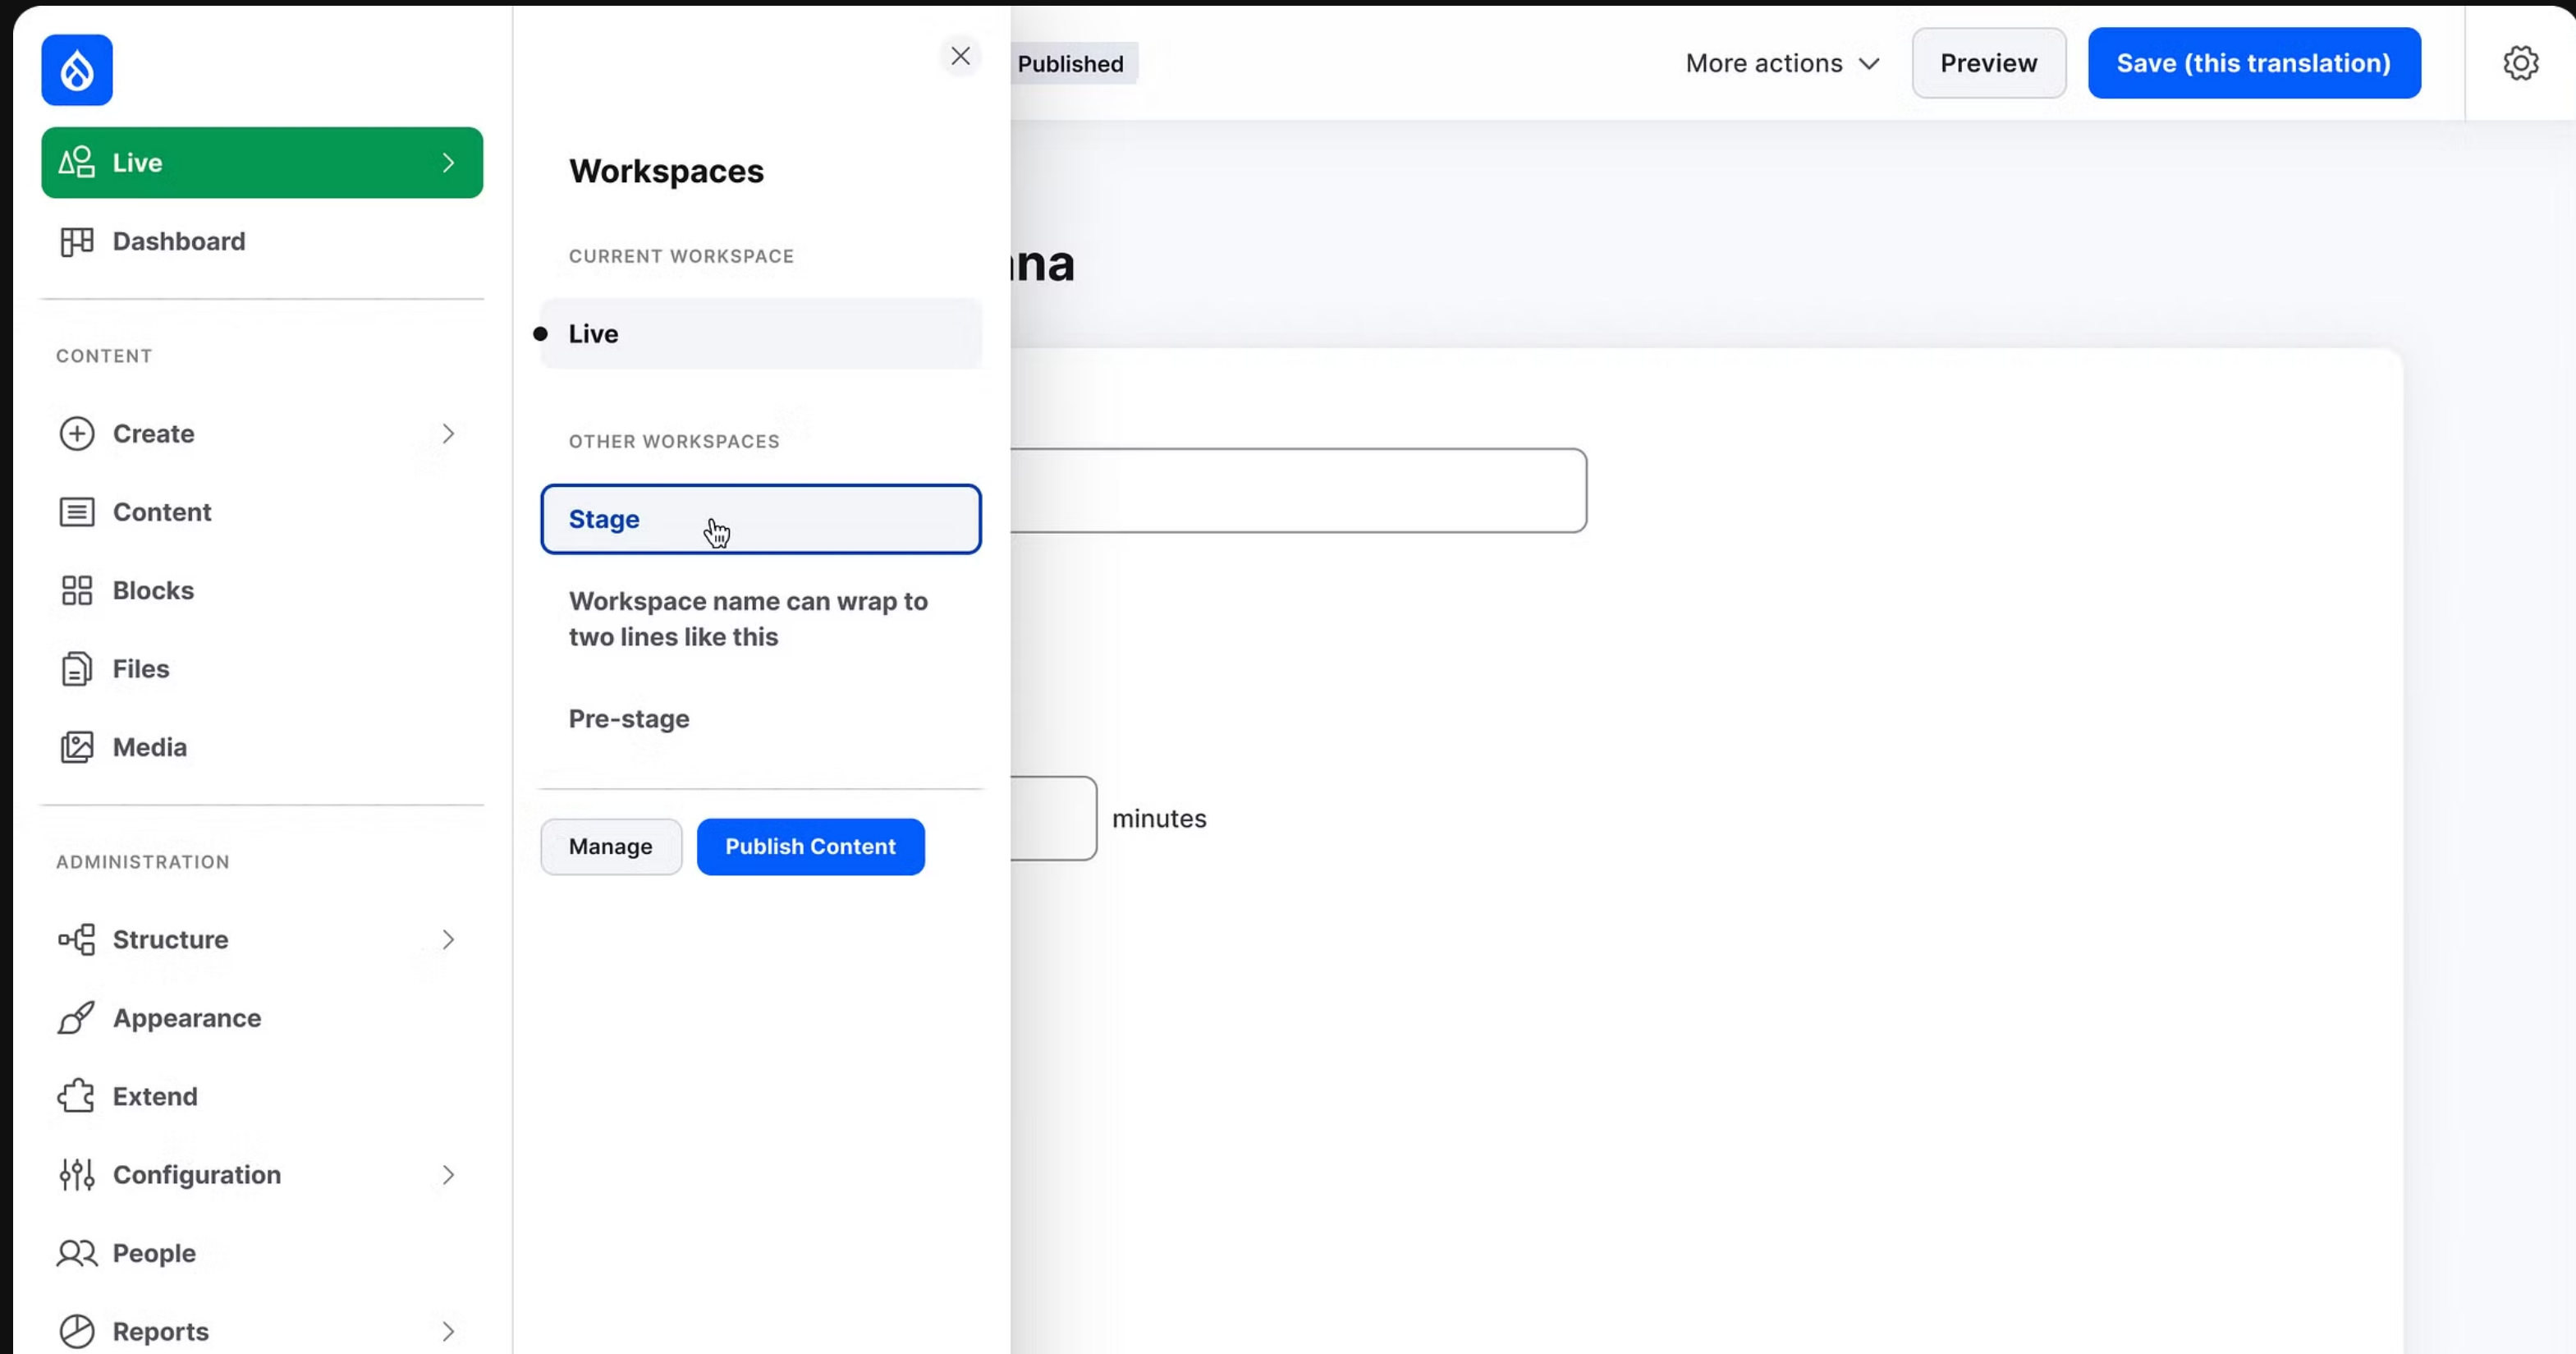 Live
Dashboard
CONTENT
Create
Content
Blocks
Files
Media
ADMINISTRATION
Structure
Appearance
Extend
Configuration
People
Reports
Workspaces
CURRENT WORKSPACE
Live
OTHER WORKSPACES
Stage
Workspace name can wrap to
two lines like this
Pre-stage
Manage
Publish Content
Published
More actions
Preview
Save (this translation)
minutes